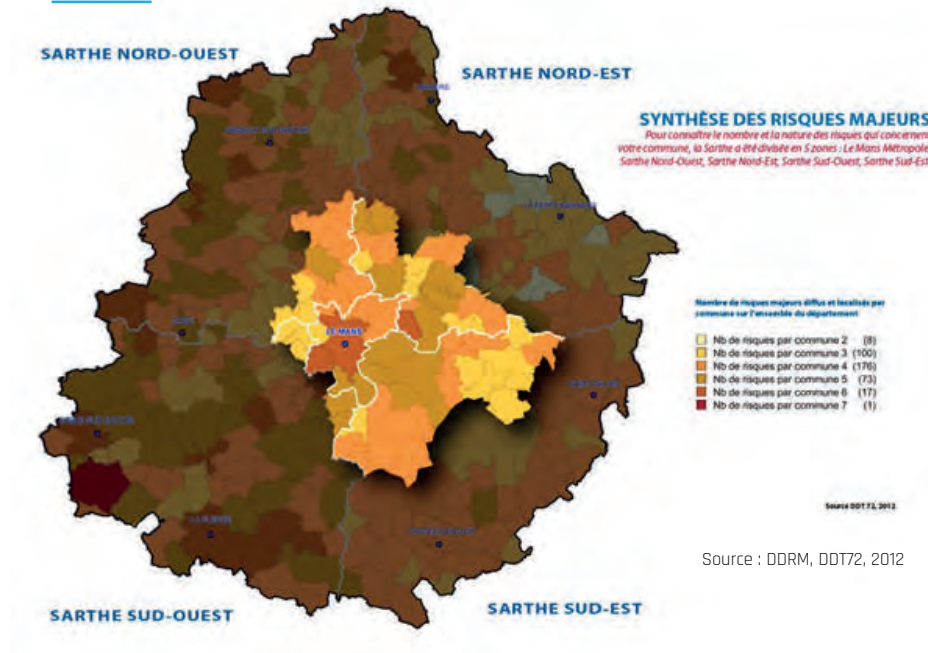 SARTHE NORD-OUEST
SARTHE NORD-EST
SYNTHÈSE DES RISQUES MAJEURS
Pour connaître le nombre et la nature des risques qui concernent
votre commune, la Sarthe a été divisée en 5 zones : Le Mans Métropole
Sarthe Nord-Ouest, Sarthe Nord-Est, Sarthe Sud-Ouest, Sarthe Sud-Est
Nombre de risques majeurs diffus et localisés par
commune sur l'ensemble du département
LE MANS
Nb de risques par commune 2 (8)
Nb de risques par commune 3 (100)
Nb de risques par commune 4 (176)
Nb de risques par commune 5 (73)
Nb de risques par commune 6 (17)
Nb de risques par commune 7 (1)
Source DDT 72, 2012
Source : DDRM, DDT72, 2012
SARTHE SUD-OUEST
SARTHE SUD-EST